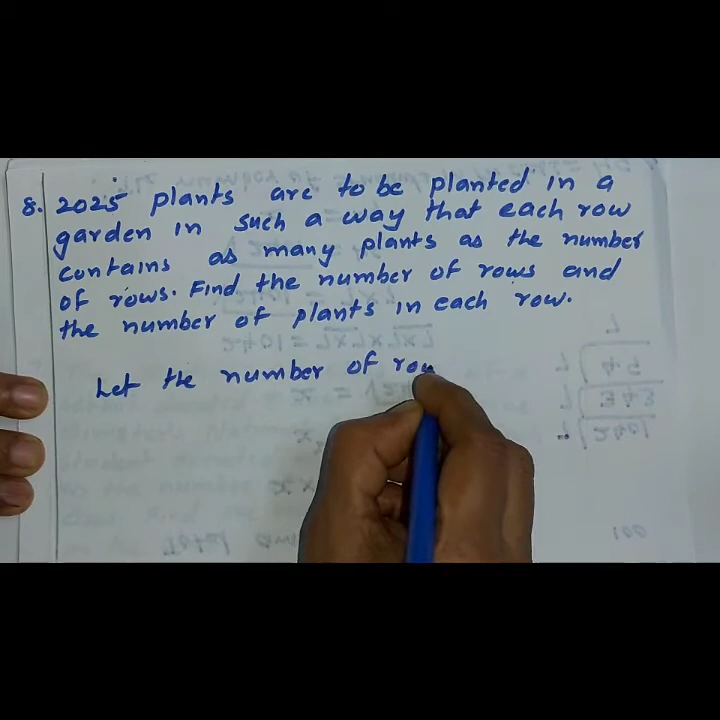 8. 2025 plants are to be planted in a
garden in such a way that each row
contains as many plants as the number
of rows. Find the number of rows and
the number of plants in each row.
Let the number of row